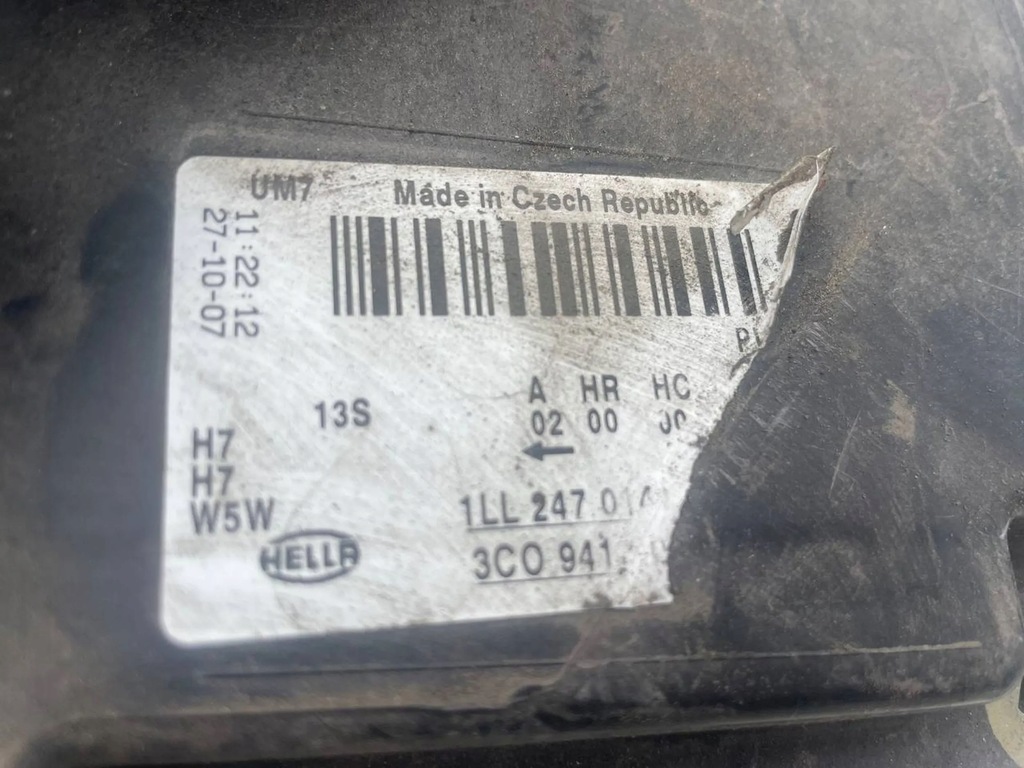 UM7
Made in Czech Republic
11:22:12
27-10-07
13S
A HR HC
02 00
H7
H7
W5W
1LL 247
HELLA
3C0 941